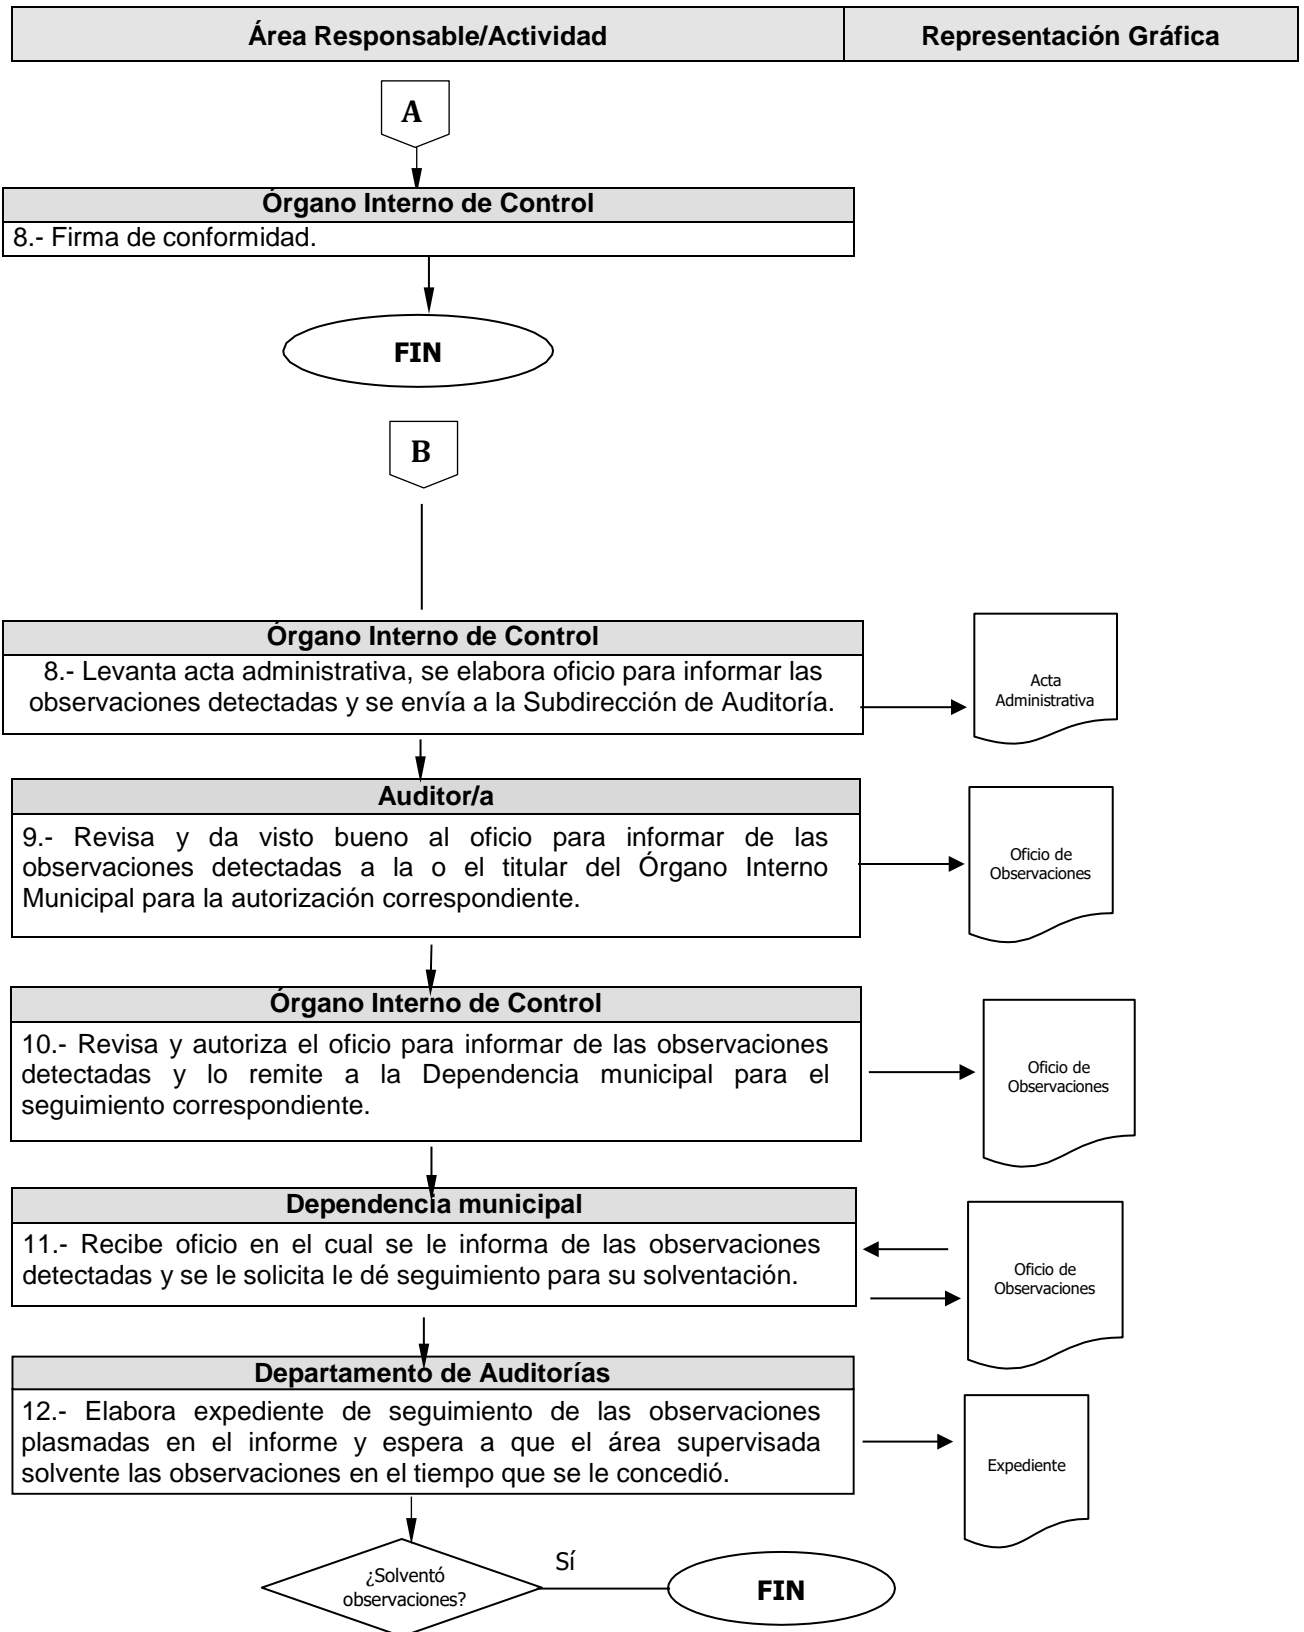 Área Responsable/Actividad
Representación Gráfica
A
Órgano Interno de Control
8.- Firma de conformidad.
FIN
B
Órgano Interno de Control
8.- Levanta acta administrativa, se elabora oficio para informar las
observaciones detectadas y se envía a la Subdirección de Auditoría.
Acta
Administrativa
Auditor/a
9.- Revisa y da visto bueno al oficio para informar de las
observaciones detectadas a la o el titular del Órgano Interno
Municipal para la autorización correspondiente.
Oficio de
Observaciones
Órgano Interno de Control
10.- Revisa y autoriza el oficio para informar de las observaciones
detectadas y lo remite a la Dependencia municipal para el
seguimiento correspondiente.
Oficio de
Observaciones
Dependencia municipal
11.- Recibe oficio en el cual se le informa de las observaciones
detectadas y se le solicita le dé seguimiento para su solventación.
Oficio de
Observaciones
Departamento de Auditorías
12.- Elabora expediente de seguimiento de las observaciones
plasmadas en el informe y espera a que el área supervisada
solvente las observaciones en el tiempo que se le concedió.
Expediente
¿Solventó
observaciones?
Sí
FIN